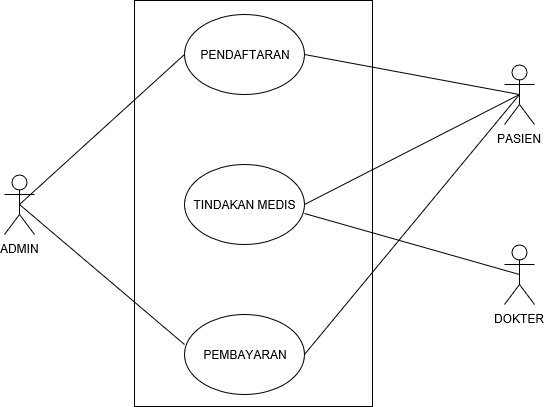 PENDAFTARAN
PASIEN
TINDAKAN MEDIS
ADMIN
DOKTER
PEMBAYARAN